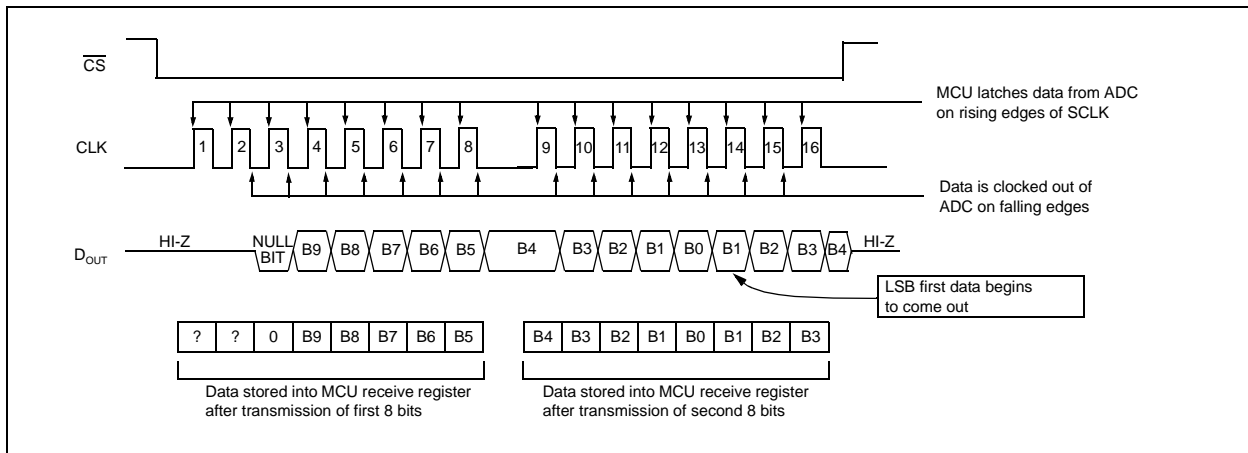 CS
MCU latches data from ADC
on rising edges of SCLK
CLK
1 2 3 4 5 6 7 8 9 10 11 12 13 14 15 16
Data is clocked out of
ADC on falling edges
DOUT
HI-Z
NULL
BIT
B9 B8 B7 B6 B5 B4 B3 B2 B1 B0 B1 B2 B3 B4
HI-Z
LSB first data begins
to come out
? ? 0 B9 B8 B7 B6 B5
B4 B3 B2 B1 B0 B1 B2 B3
Data stored into MCU receive register
after transmission of first 8 bits
Data stored into MCU receive register
after transmission of second 8 bits